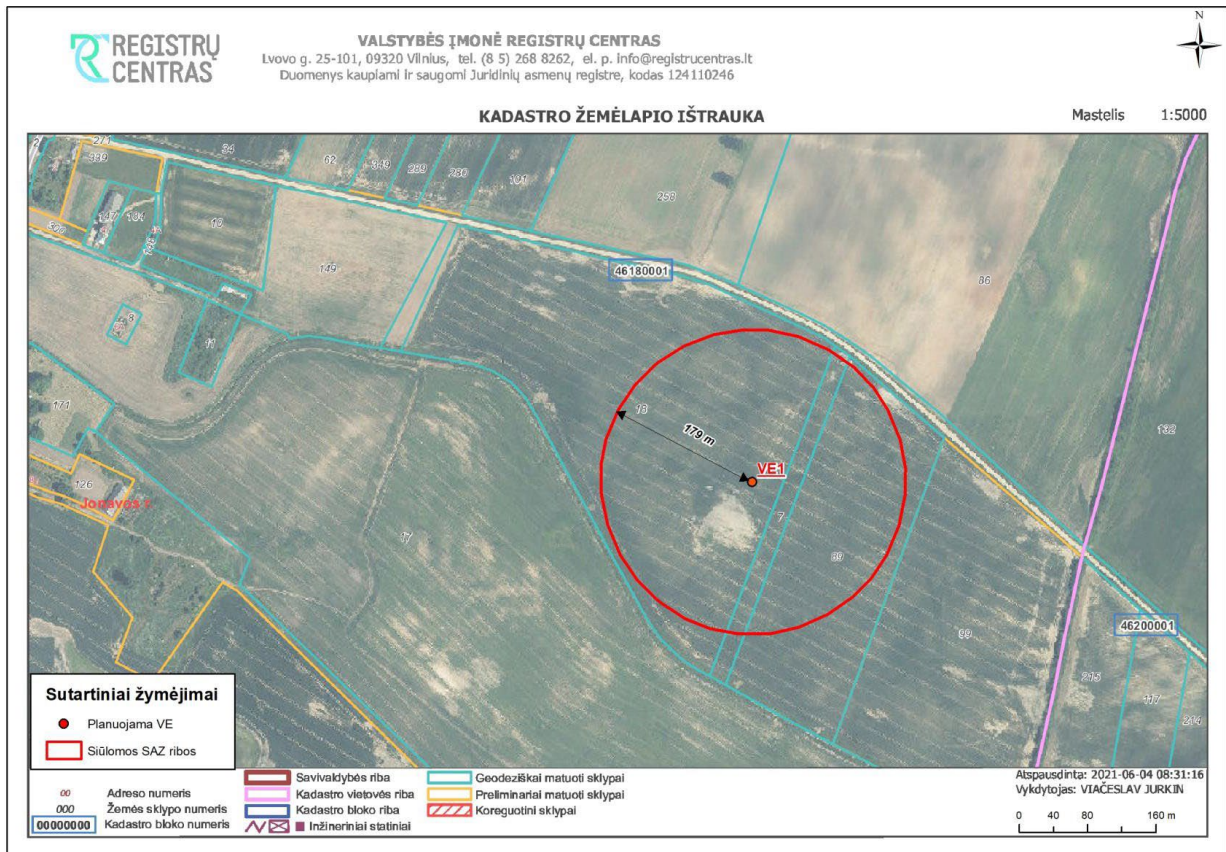 N
REGISTRŲ
CENTRAS
VALSTYBĖS ĮMONĖ REGISTRŲ CENTRAS
Lvovo g. 25-101, 09320 Vilnius, tel. (8 5) 268 8262, el. p. info@registrucentras.lt
Duomenys kaupiami ir saugomi Juridinių asmenų registre, kodas 124110246
KADASTRO ŽEMĖLAPIO IŠTRAUKA
Mastelis 1:5000
271
339
34
62
349
289
286
191
258
147
181
10
149
46180001
86
8
11
171
18
179 m
VE1
132
126
Jonavos
7
17
89
99
46200001
215
117
214
Sutartiniai žymėjimai
Planuojama VE
Siūlomos SAZ ribos
00 Adreso numeris
000 Žemės sklypo numeris
00000000 Kadastro bloko numeris
Savivaldybės riba
Kadastro vietovės riba
Kadastro bloko riba
Inžineriniai statiniai
Geodeziškai matuoti sklypai
Preliminariai matuoti sklypai
Koreguotini sklypai
Atspausdinta: 2021-06-04 08:31:16
Vykdytojas: VIAČESLAV JURKIN
0 40 80 160 m